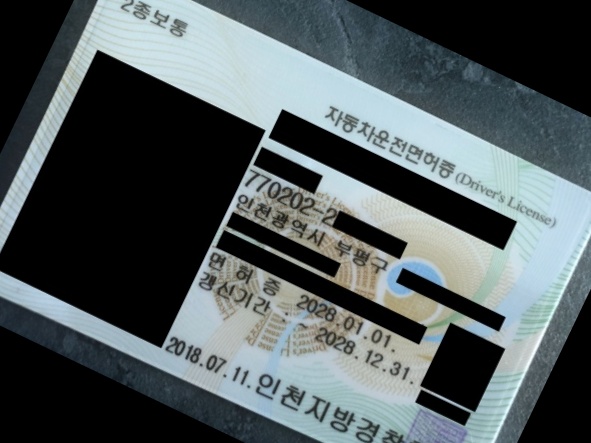 2종보통
자동차운전면허증 (Driver's License)
770202-2
인천광역시 부평구
면 허 증 2028.01.01.
갱신기간 : ~ 2028.12.31.
2018.07.11. 인천지방경찰